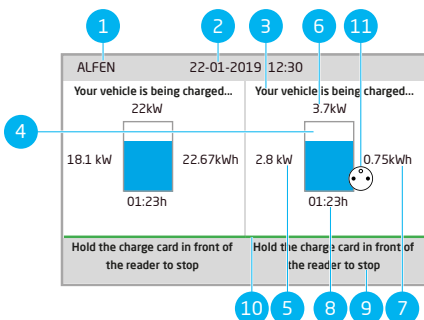 1 2 3 6 11
ALFEN 22-01-2019 12:30
Your vehicle is being charged... Your vehicle is being charged...
22kW 3.7kW
4
18.1 kW 22.67kWh 2.8 kW 0.75kWh
01:23h 01:23h
Hold the charge card in front of Hold the charge card in front of
the reader to stop the reader to stop
10 5 8 9 7